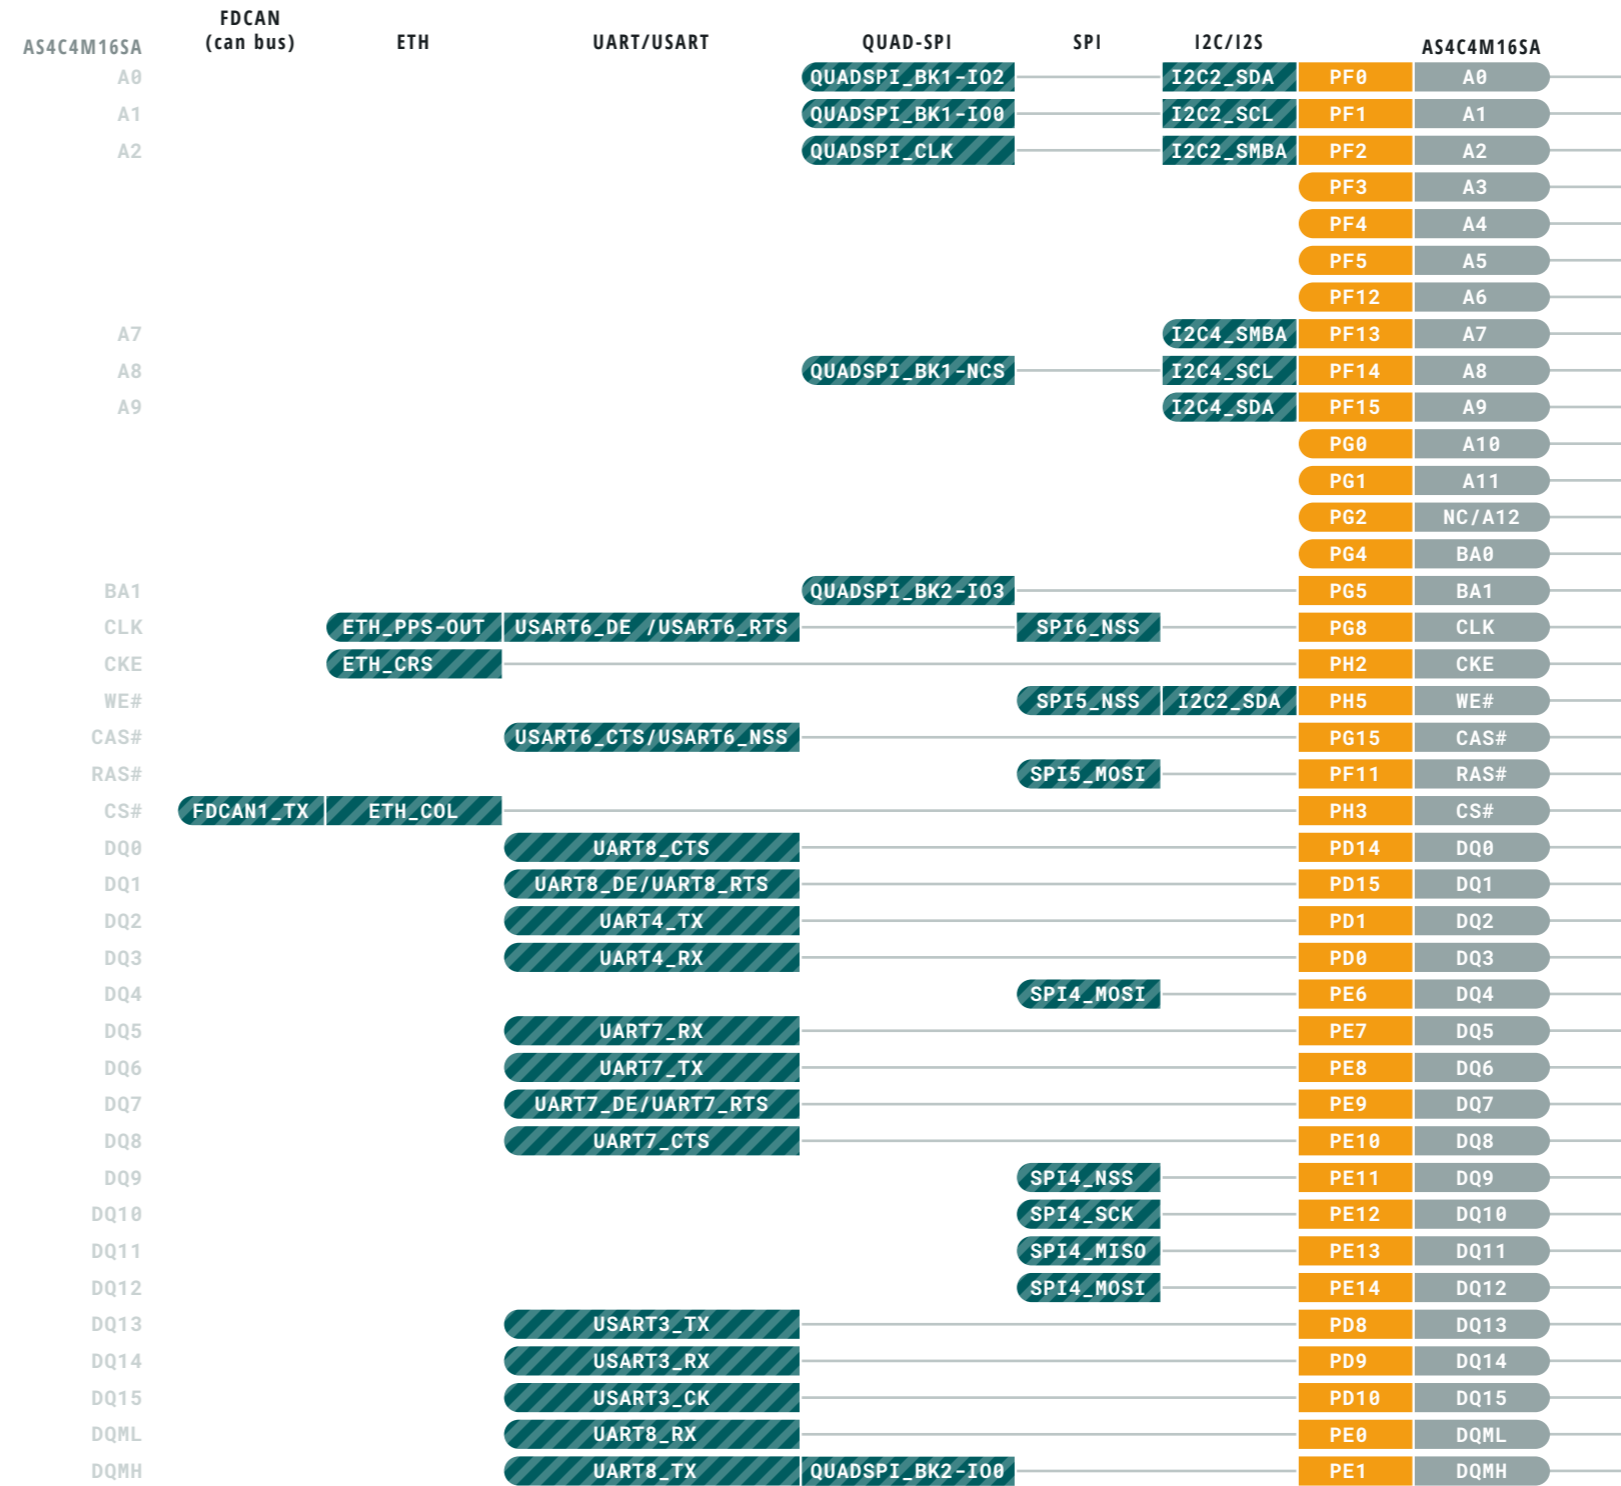 FDCAN
AS4C4M16SA (can bus) ETH UART/USART QUAD-SPI SPI I2C/I2S AS4C4M16SA
A0 QUADSPI_BK1-IO2 I2C2_SDA PF0 A0
A1 QUADSPI_BK1-IO0 I2C2_SCL PF1 A1
A2 QUADSPI_CLK I2C2_SMBA PF2 A2
PF3 A3
PF4 A4
PF5 A5
PF12 A6
A7 I2C4_SMBA PF13 A7
A8 QUADSPI_BK1-NCS I2C4_SCL PF14 A8
A9 I2C4_SDA PF15 A9
PG0 A10
PG1 A11
PG2 NC/A12
PG4 BA0
BA1 QUADSPI_BK2-IO3 PG5 BA1
CLK ETH_PPS-OUT USART6_DE /USART6_RTS SPI6_NSS PG8 CLK
CKE ETH_CRS PH2 CKE
WE# SPI5_NSS I2C2_SDA PH5 WE#
CAS# USART6_CTS/USART6_NSS PG15 CAS#
RAS# SPI5_MOSI PF11 RAS#
CS# FDCAN1_TX ETH_COL PH3 CS#
DQ0 UART8_CTS PD14 DQ0
DQ1 UART8_DE/UART8_RTS PD15 DQ1
DQ2 UART4_TX PD1 DQ2
DQ3 UART4_RX PD0 DQ3
DQ4 SPI4_MOSI PE6 DQ4
DQ5 UART7_RX PE7 DQ5
DQ6 UART7_TX PE8 DQ6
DQ7 UART7_DE/UART7_RTS PE9 DQ7
DQ8 UART7_CTS PE10 DQ8
DQ9 SPI4_NSS PE11 DQ9
DQ10 SPI4_SCK PE12 DQ10
DQ11 SPI4_MISO PE13 DQ11
DQ12 SPI4_MOSI PE14 DQ12
DQ13 USART3_TX PD8 DQ13
DQ14 USART3_RX PD9 DQ14
DQ15 USART3_CK PD10 DQ15
DQML UART8_RX PE0 DQML
DQMH UART8_TX QUADSPI_BK2-IO0 PE1 DQMH